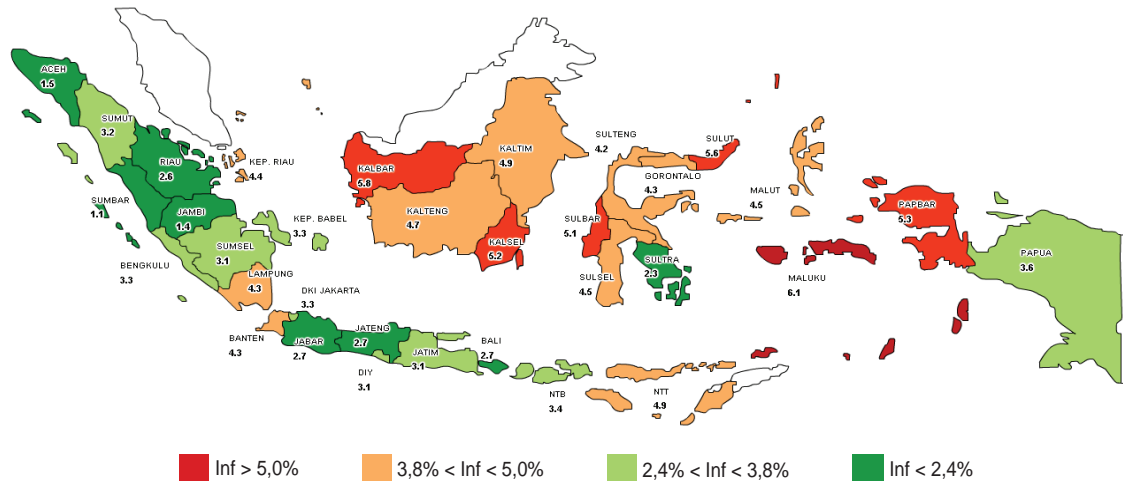 ACEH
1.5
SUMUT
3.2
RIAU
2.6
KEP. RIAU
4.4
SUMBAR
1.1
JAMBI
1.4
KEP. BABEL
3.3
SUMSEL
3.1
BENGKULU
3.3
LAMPUNG
4.3
DKI JAKARTA
3.3
BANTEN
4.3
JABAR
2.7
JATENG
2.7
DIY
3.1
JATIM
3.1
BALI
2.7
NTB
3.4
NTT
4.9
KALBAR
5.8
KALTENG
4.7
KALTIM
4.9
KALSEL
5.2
SULTENG
4.2
SULUT
5.6
GORONTALO
4.3
SULBAR
5.1
SULSEL
4.5
SULTRA
2.3
MALUT
4.5
MALUKU
6.1
PAPBAR
5.3
PAPUA
3.6
Inf > 5,0%
3,8% < Inf < 5,0%
2,4% < Inf < 3,8%
Inf < 2,4%